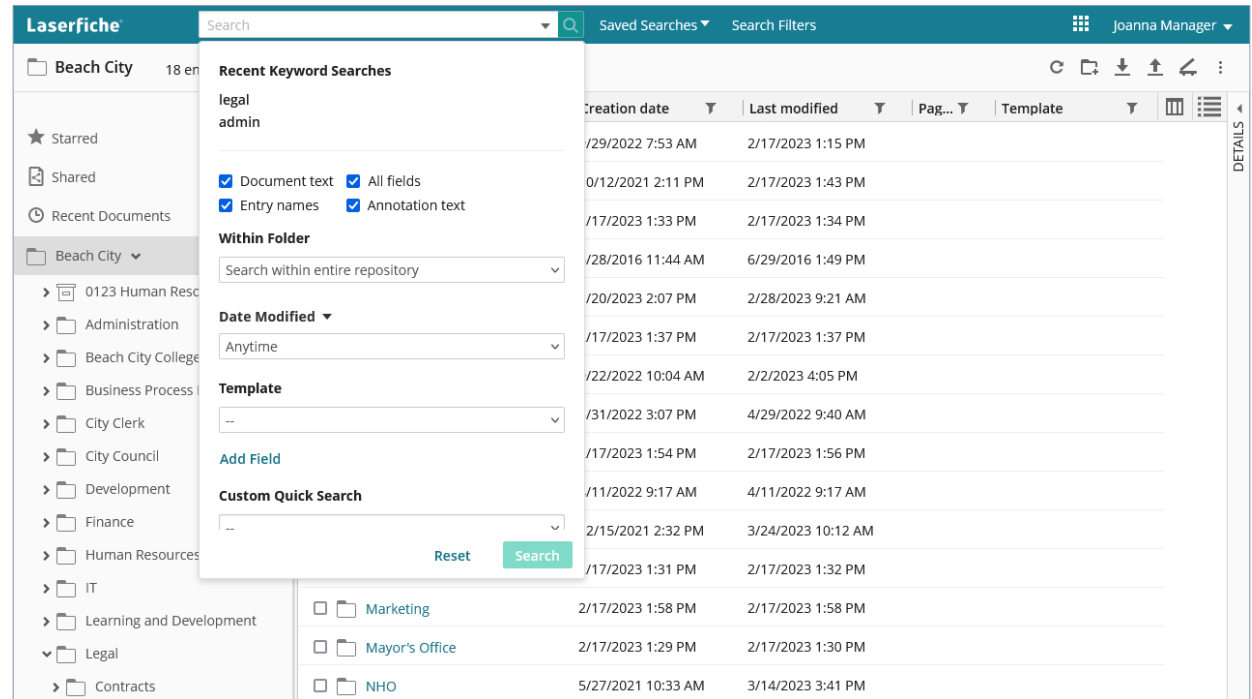 Laserfiche
Search
Saved Searches
Search Filters
Joanna Manager
Beach City
18
Recent Keyword Searches
legal
admin
Document text
All fields
Entry names
Annotation text
Within Folder
Search within entire repository
Date Modified
Anytime
Template
--
Add Field
Custom Quick Search
--
Reset
Search
Starred
Shared
Recent Documents
Beach City
0123 Human Reso
Administration
Beach City College
Business Process
City Clerk
City Council
Development
Finance
Human Resources
IT
Learning and Development
Legal
Contracts
Creation date Last modified Pag... Template
DETAILS
/29/2022 7:53 AM 2/17/2023 1:15 PM
0/12/2021 2:11 PM 2/17/2023 1:43 PM
/17/2023 1:33 PM 2/17/2023 1:34 PM
/28/2016 11:44 AM 6/29/2016 1:49 PM
/20/2023 2:07 PM 2/28/2023 9:21 AM
/17/2023 1:37 PM 2/17/2023 1:37 PM
/22/2022 10:04 AM 2/2/2023 4:05 PM
/31/2022 3:07 PM 4/29/2022 9:40 AM
/17/2023 1:54 PM 2/17/2023 1:56 PM
/11/2022 9:17 AM 4/11/2022 9:17 AM
2/15/2021 2:32 PM 3/24/2023 10:12 AM
/17/2023 1:31 PM 2/17/2023 1:32 PM
Marketing 2/17/2023 1:58 PM 2/17/2023 1:58 PM
Mayor's Office 2/17/2023 1:29 PM 2/17/2023 1:30 PM
NHO 5/27/2021 10:33 AM 3/14/2023 3:41 PM